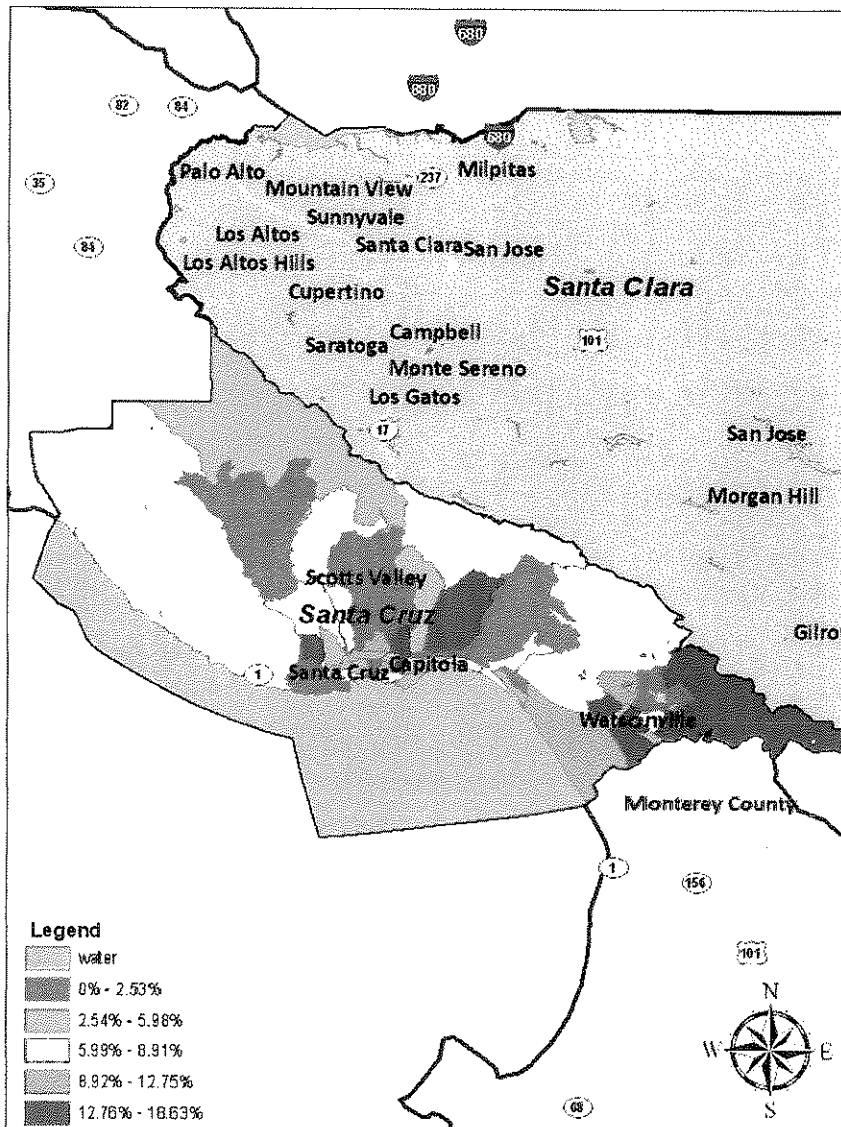 680
880
82 84
680
Palo Alto
237 Milpitas
35
Mountain View
Sunnyvale
Los Altos
84
Santa Clara San Jose
Los Altos Hills
Santa Clara
Cupertino
Campbell
101
Saratoga
Monte Sereno
Los Gatos
17
San Jose
Morgan Hill
Scotts Valley
Santa Cruz
Gilro
Capitola
1
Santa Cruz
Watsonville
Monterey County
1
156
Legend
water
101
0% - 2.53%
N
2.54% - 5.98%
5.99% - 8.91%
W E
8.92% - 12.75%
S
12.76% - 18.63%
68